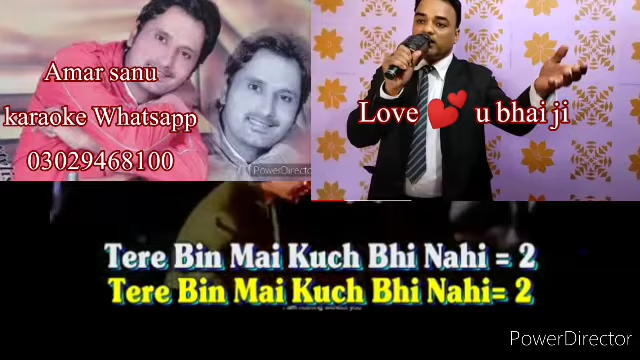 Amar sanu
karaoke Whatsapp
03029468100
PowerDirector
Love 💕 u bhai ji
Tere Bin Mai Kuch Bhi Nahi = 2
Tere Bin Mai Kuch Bhi Nahi= 2
PowerDirector